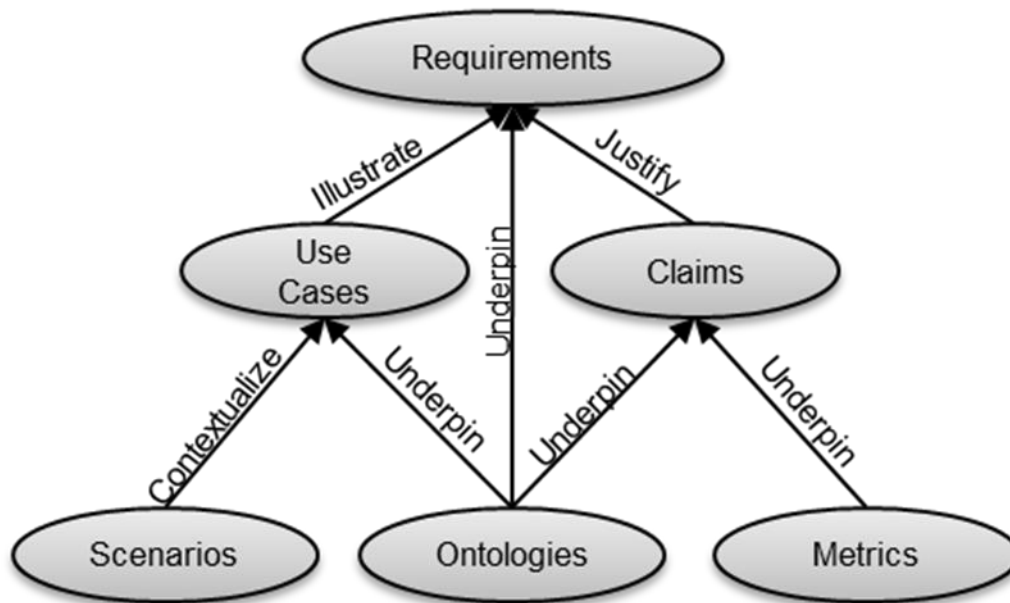 Requirements
Illustrate
Justify
Underpin
Use
Cases
Claims
Contextualize
Underpin
Underpin
Underpin
Scenarios
Ontologies
Metrics